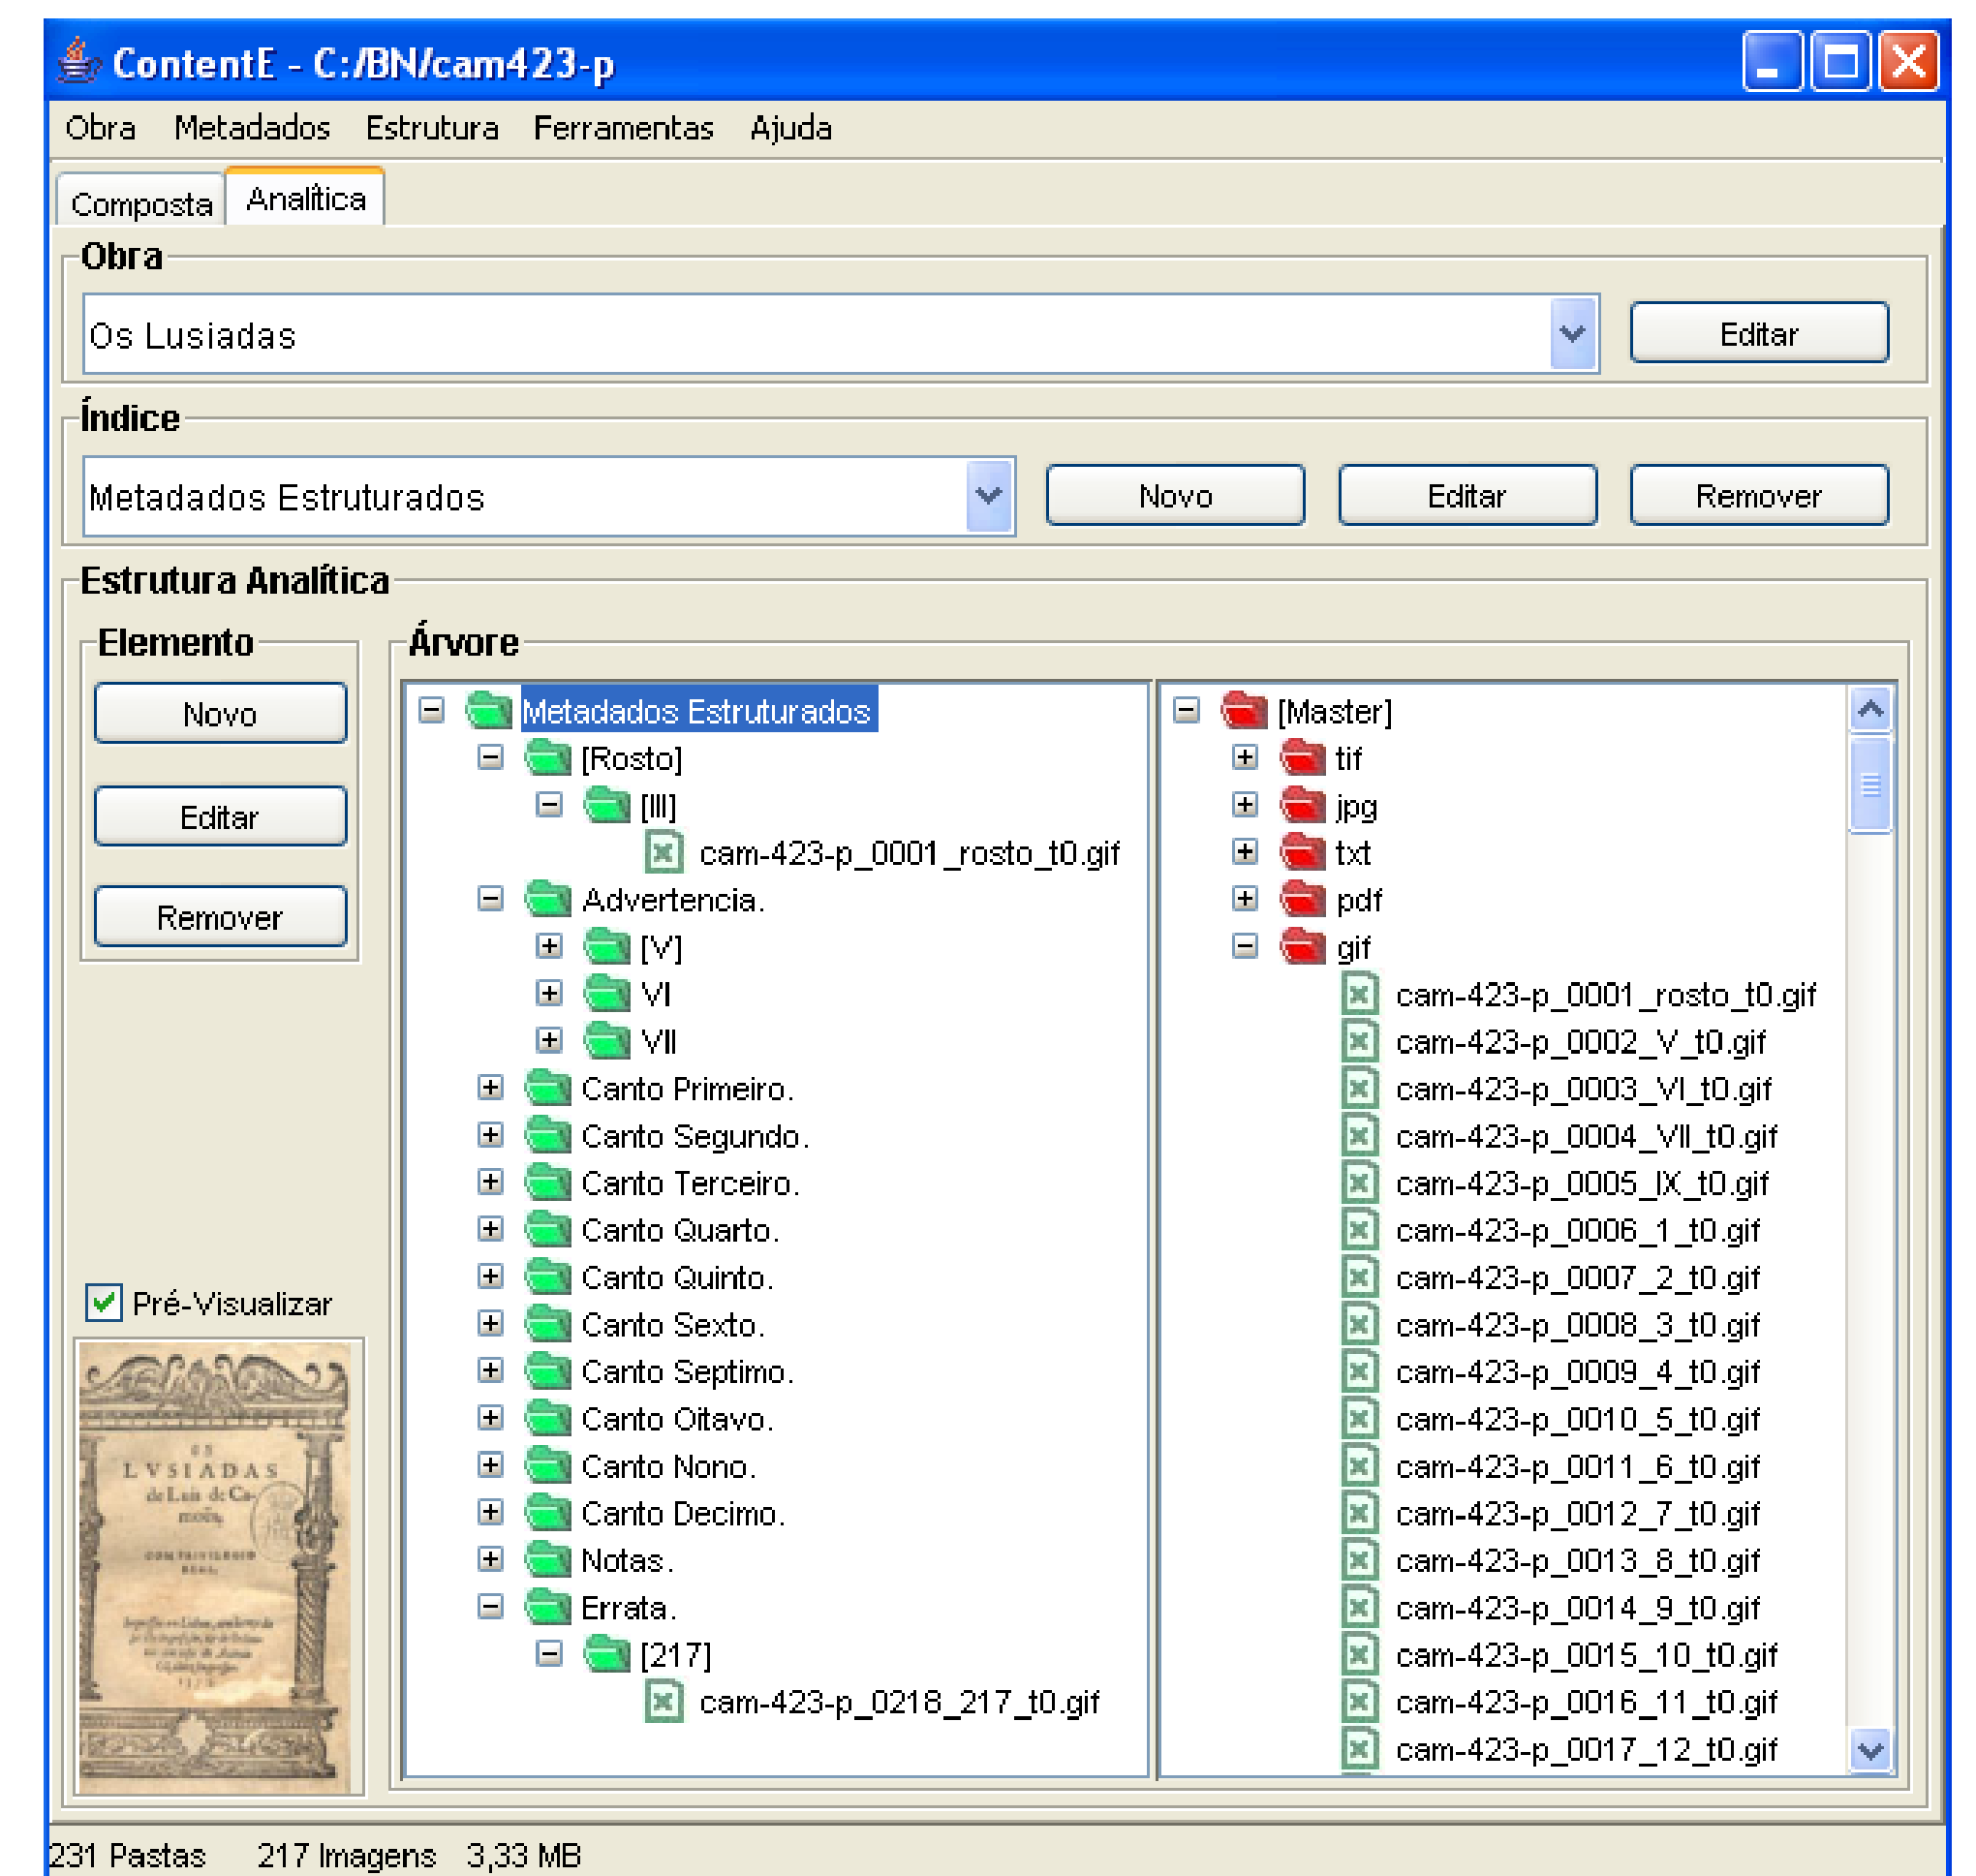 ContentE - C:/BN/cam423-p
Obra Metadados Estrutura Ferramentas Ajuda
Composta Analítica
Obra
Os Lusiadas Editar
Índice
Metadados Estruturados Novo Editar Remover
Estrutura Analítica
Elemento
Novo
Editar
Remover
Pré-Visualizar
LVSIADAS
de Luis de Ca-
COM PRIVILEGIO
REAL.
Árvore
Metadados Estruturados
[Rosto]
[III]
cam-423-p_0001_rosto_t0.gif
Advertencia.
[V]
VI
VII
Canto Primeiro.
Canto Segundo.
Canto Terceiro.
Canto Quarto.
Canto Quinto.
Canto Sexto.
Canto Septimo.
Canto Oitavo.
Canto Nono.
Canto Decimo.
Notas.
Errata.
[217]
cam-423-p_0218_217_t0.gif
[Master]
tif
jpg
txt
pdf
gif
cam-423-p_0001_rosto_t0.gif
cam-423-p_0002_V_t0.gif
cam-423-p_0003_VI_t0.gif
cam-423-p_0004_VII_t0.gif
cam-423-p_0005_IX_t0.gif
cam-423-p_0006_1_t0.gif
cam-423-p_0007_2_t0.gif
cam-423-p_0008_3_t0.gif
cam-423-p_0009_4_t0.gif
cam-423-p_0010_5_t0.gif
cam-423-p_0011_6_t0.gif
cam-423-p_0012_7_t0.gif
cam-423-p_0013_8_t0.gif
cam-423-p_0014_9_t0.gif
cam-423-p_0015_10_t0.gif
cam-423-p_0016_11_t0.gif
cam-423-p_0017_12_t0.gif
231 Pastas 217 Imagens 3,33 MB